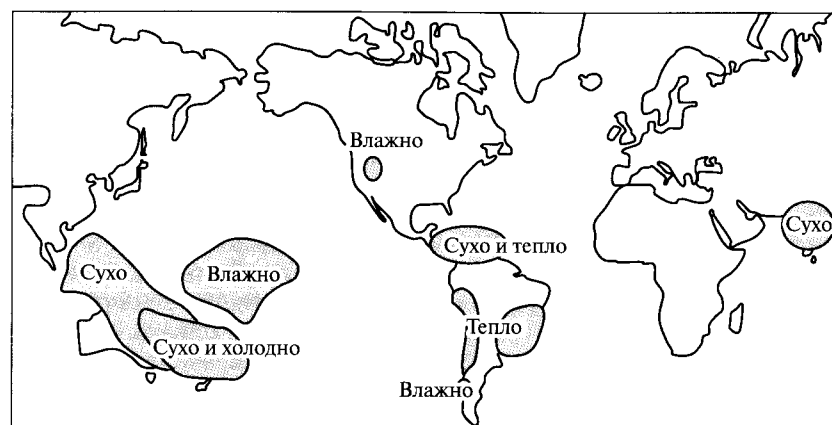 Влажно
Сухо
Сухо и тепло
Сухо
Влажно
Тепло
Сухо и холодно
Влажно